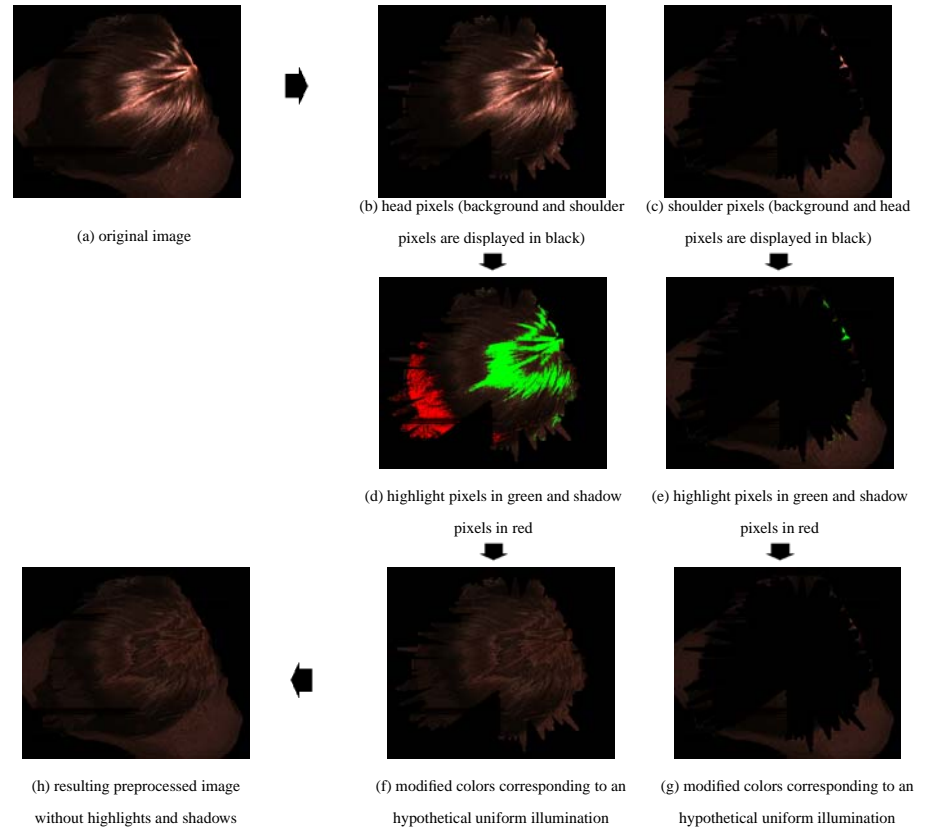 (a) original image
(b) head pixels (background and shoulder
pixels are displayed in black)
(c) shoulder pixels (background and head
pixels are displayed in black)
(d) highlight pixels in green and shadow
pixels in red
(e) highlight pixels in green and shadow
pixels in red
(h) resulting preprocessed image
without highlights and shadows
(f) modified colors corresponding to an
hypothetical uniform illumination
(g) modified colors corresponding to an
hypothetical uniform illumination